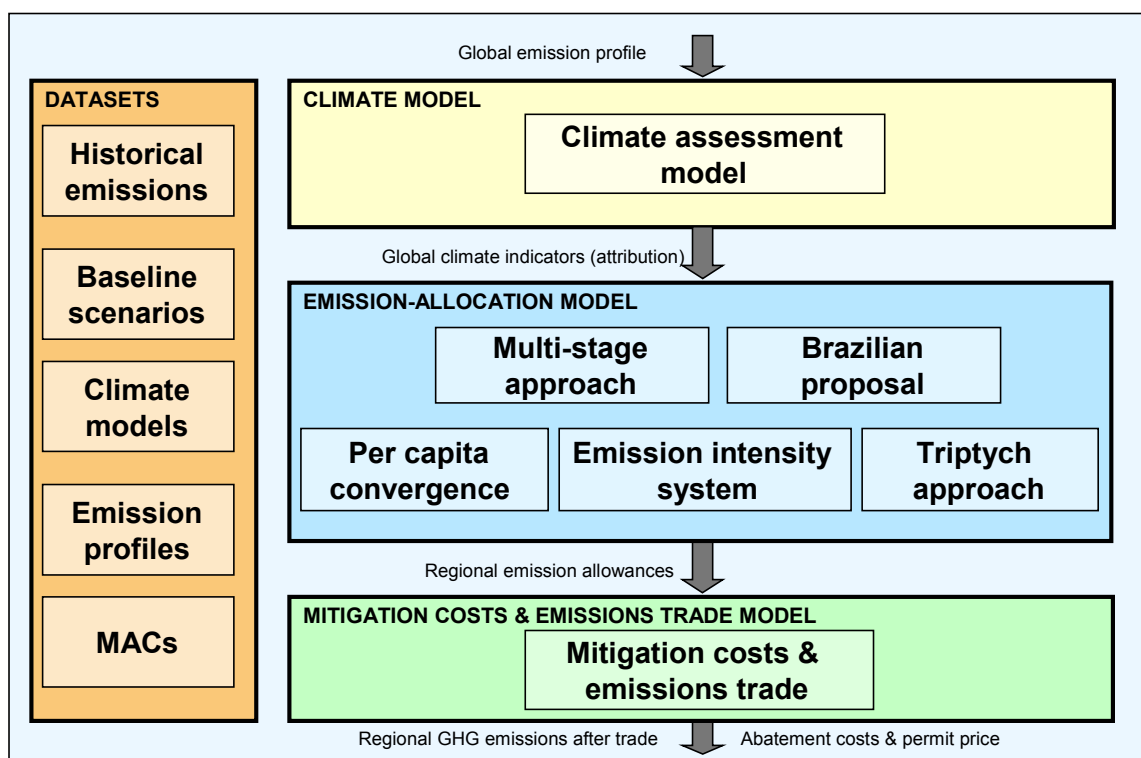 Global emission profile
DATASETS
Historical
emissions
Baseline
scenarios
Climate
models
Emission
profiles
MACs
CLIMATE MODEL
Climate assessment
model
Global climate indicators (attribution)
EMISSION-ALLOCATION MODEL
Multi-stage
approach
Brazilian
proposal
Per capita
convergence
Emission intensity
system
Triptych
approach
Regional emission allowances
MITIGATION COSTS & EMISSIONS TRADE MODEL
Mitigation costs &
emissions trade
Regional GHG emissions after trade
Abatement costs & permit price